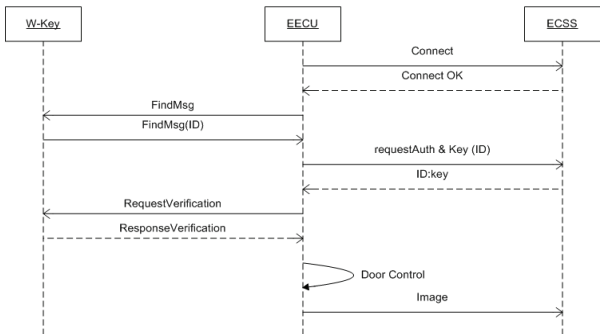 W-Key
EECU
ECSS
Connect
Connect OK
FindMsg
FindMsg(ID)
requestAuth & Key (ID)
ID:key
RequestVerification
ResponseVerification
Door Control
Image